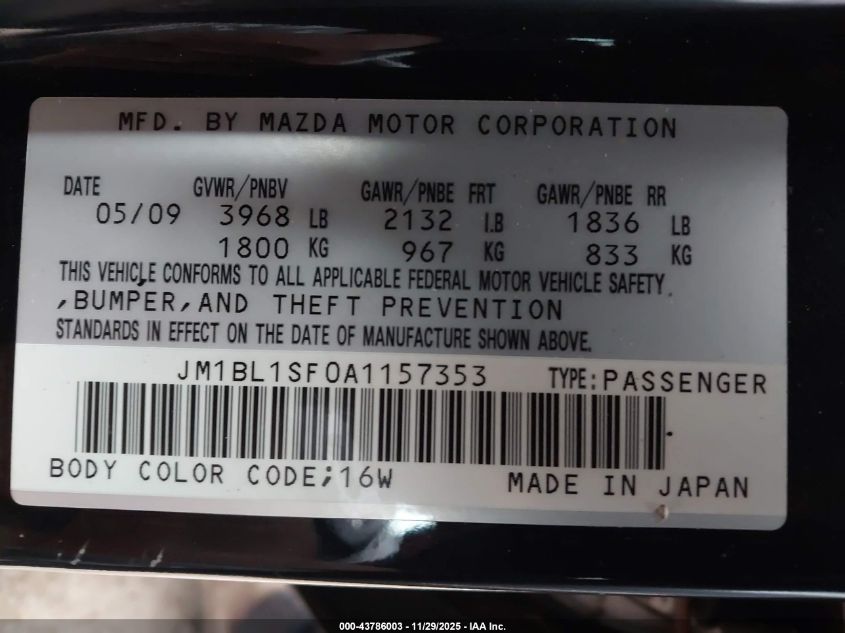 MFD. BY MAZDA MOTOR CORPORATION
DATE GVWR/PNBV GAWR/PNBE FRT GAWR/PNBE RR
05/09 3968 LB 2132 LB 1836 LB
1800 KG 967 KG 833 KG
THIS VEHICLE CONFORMS TO ALL APPLICABLE FEDERAL MOTOR VEHICLE SAFETY
,BUMPER,AND THEFT PREVENTION
STANDARDS IN EFFECT ON THE DATE OF MANUFACTURE SHOWN ABOVE.
JM1BL1SF0A1157353 TYPE:PASSENGER
BODY COLOR CODE;16W MADE IN JAPAN
000-43786003 - 11/29/2025 - IAA Inc.